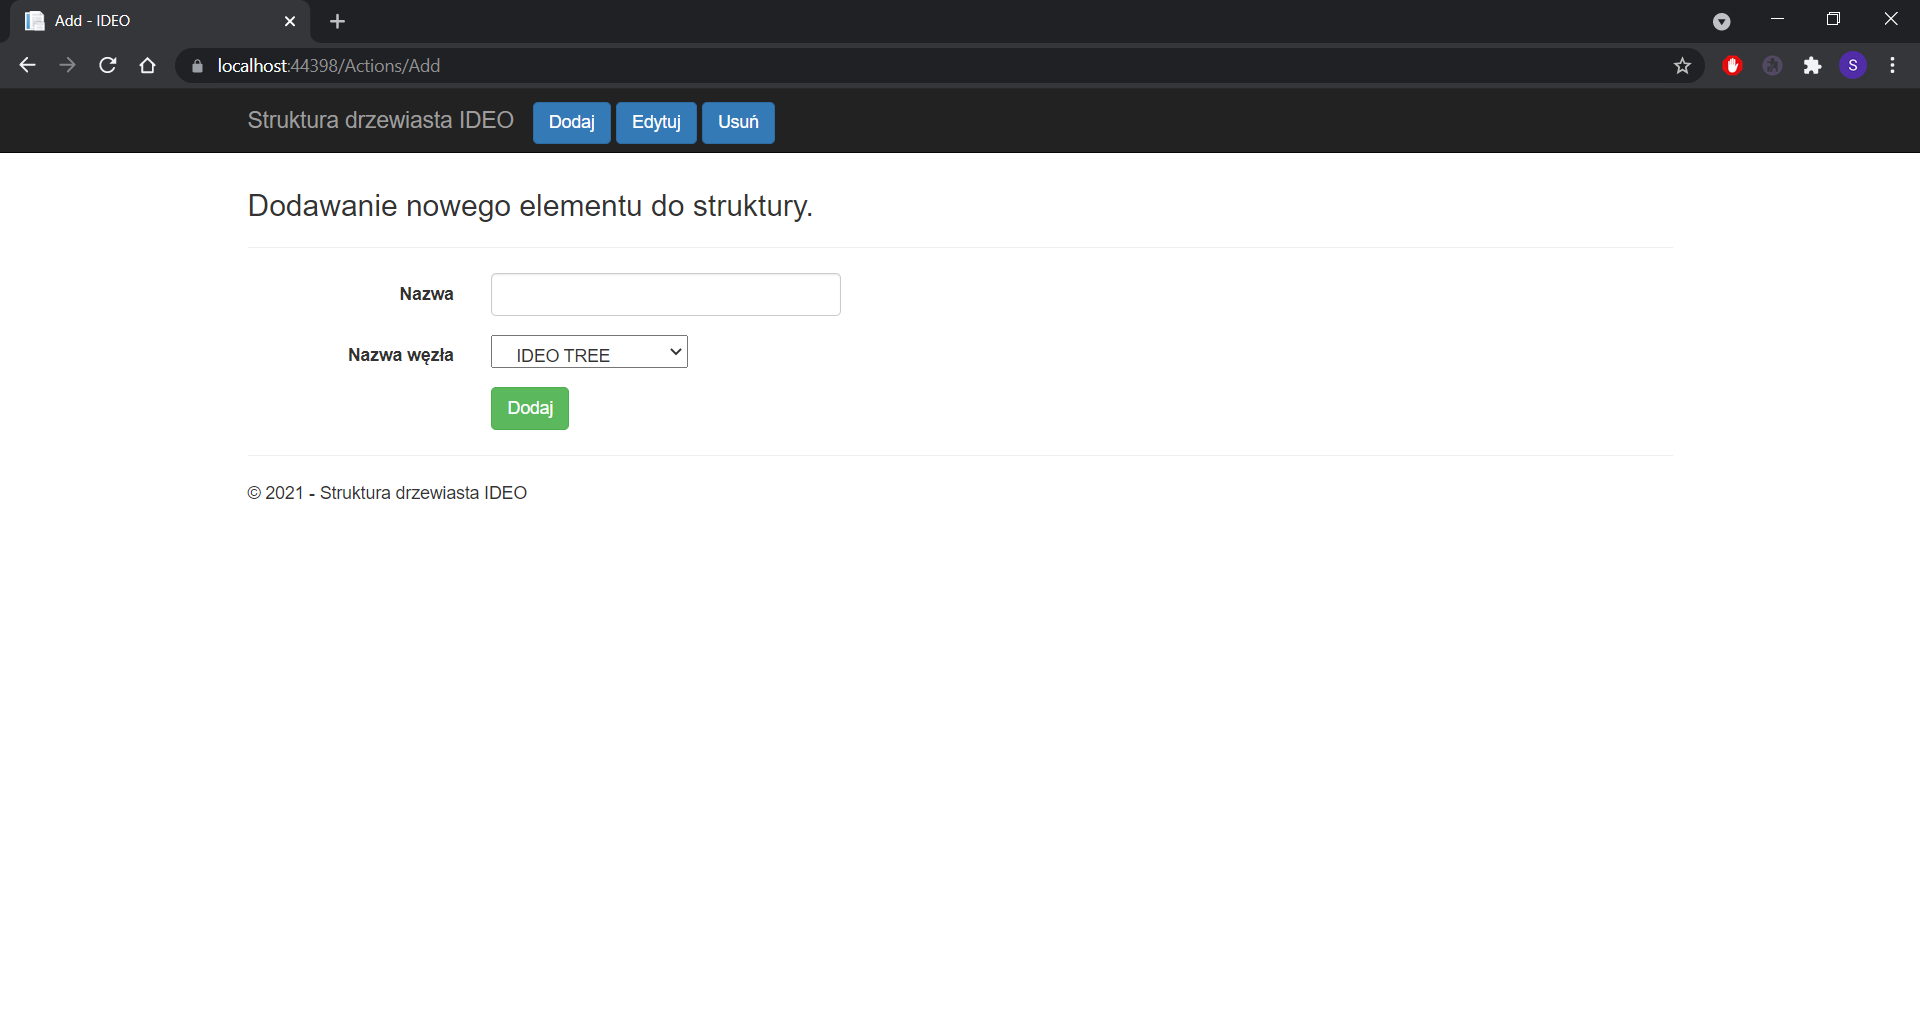 Add - IDEO
localhost:44398/Actions/Add
S
Struktura drzewiasta IDEO Dodaj Edytuj Usuń
Dodawanie nowego elementu do struktury.
Nazwa
Nazwa węzła IDEO TREE
Dodaj
© 2021 - Struktura drzewiasta IDEO